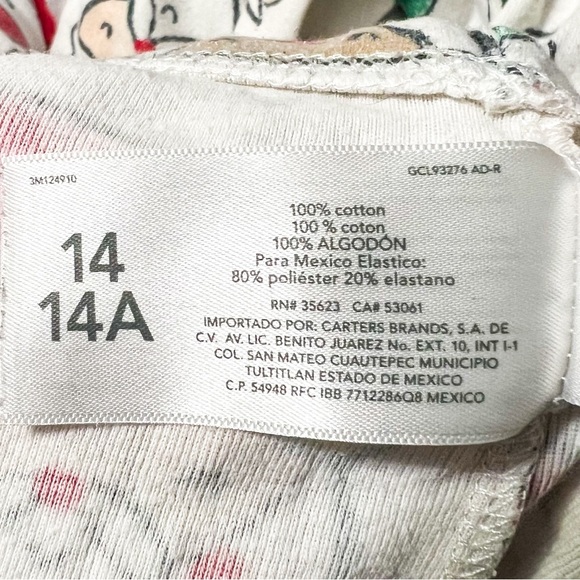 3M124910
GCL93276 AD-R
14
14A
100% cotton
100 % coton
100% ALGODÓN
Para Mexico Elastico:
80% poliéster 20% elastano
RN# 35623 CA# 53061
IMPORTADO POR: CARTERS BRANDS, S.A. DE
C.V. AV. LIC. BENITO JUAREZ No. EXT. 10, INT I-1
COL. SAN MATEO CUAUTEPEC MUNICIPIO
TULTITLAN ESTADO DE MEXICO
C.P. 54948 RFC IBB 7712286Q8 MEXICO